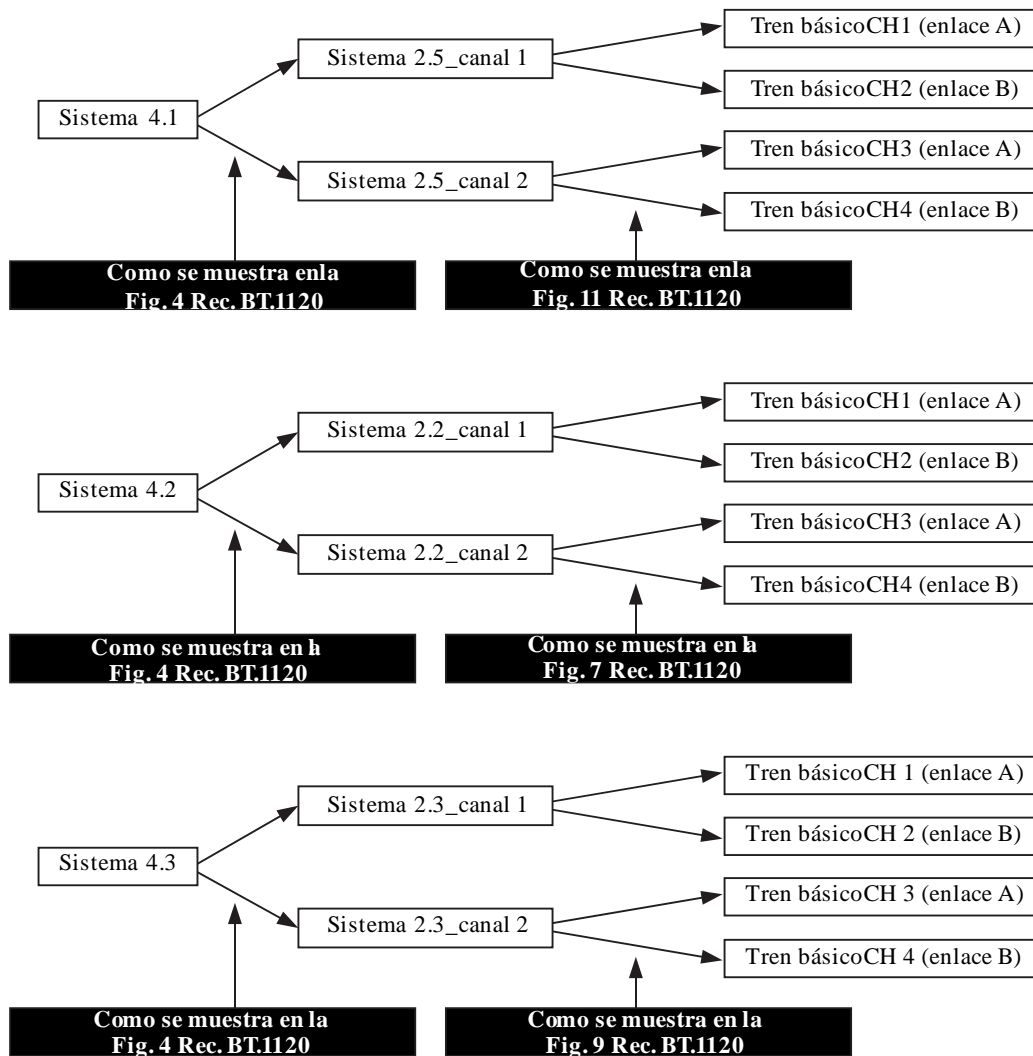 Tren básicoCH1 (enlace A)
Sistema 2.5_canal 1
Tren básicoCH2 (enlace B)
Sistema 4.1
Tren básicoCH3 (enlace A)
Sistema 2.5_canal 2
Tren básicoCH4 (enlace B)
Como se muestra enla
Fig. 4 Rec. BT.1120
Como se muestra enla
Fig. 11 Rec. BT.1120
Tren básicoCH1 (enlace A)
Sistema 2.2_canal 1
Tren básicoCH2 (enlace B)
Sistema 4.2
Tren básicoCH3 (enlace A)
Sistema 2.2_canal 2
Tren básicoCH4 (enlace B)
Como se muestra en la
Fig. 4 Rec. BT.1120
Como se muestra en la
Fig. 7 Rec. BT.1120
Tren básicoCH 1 (enlace A)
Sistema 2.3_canal 1
Tren básicoCH 2 (enlace B)
Sistema 4.3
Tren básicoCH 3 (enlace A)
Sistema 2.3_canal 2
Tren básicoCH 4 (enlace B)
Como se muestra en la
Fig. 4 Rec. BT.1120
Como se muestra en la
Fig. 9 Rec. BT.1120